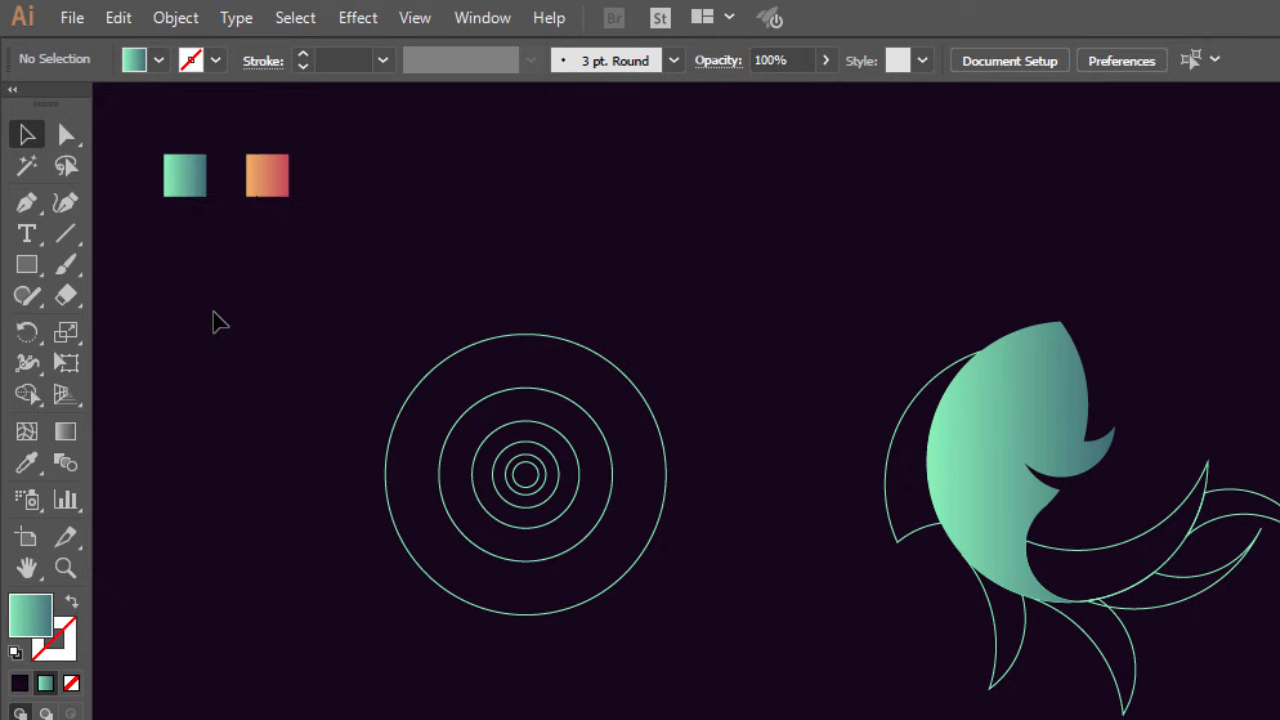 Ai File Edit Object Type Select Effect View Window Help Br St
No Selection Stroke: 3 pt. Round Opacity: 100% Style: Document Setup Preferences